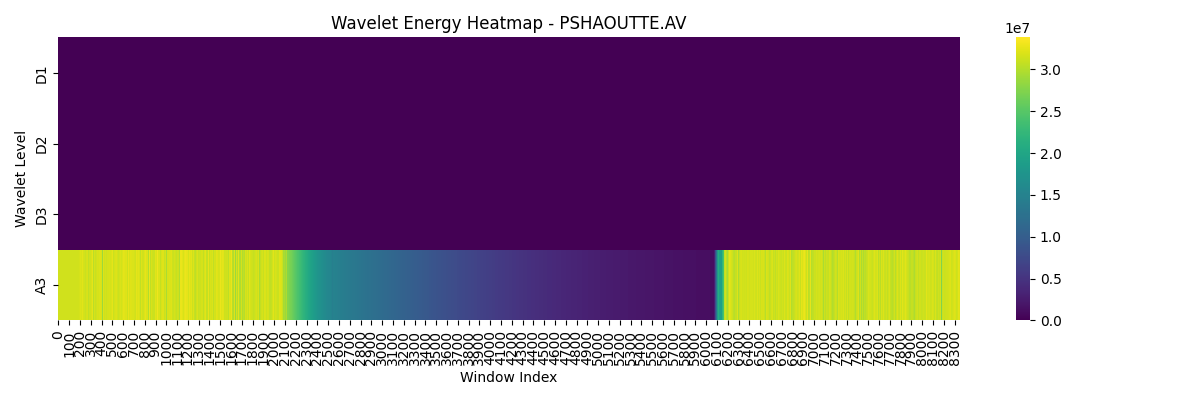 Wavelet Energy Heatmap - PSHAOUTTE.AV
1e7
Wavelet Level
D1
D2
D3
A3
3.0
2.5
2.0
1.5
1.0
0.5
0.0
0 100 200 300 400 500 600 700 800 900 1000 1100 1200 1300 1400 1500 1600 1700 1800 1900 2000 2100 2200 2300 2400 2500 2600 2700 2800 2900 3000 3100 3200 3300 3400 3500 3600 3700 3800 3900 4000 4100 4200 4300 4400 4500 4600 4700 4800 4900 5000 5100 5200 5300 5400 5500 5600 5700 5800 5900 6000 6100 6200 6300 6400 6500 6600 6700 6800 6900 7000 7100 7200 7300 7400 7500 7600 7700 7800 7900 8000 8100 8200 8300
Window Index